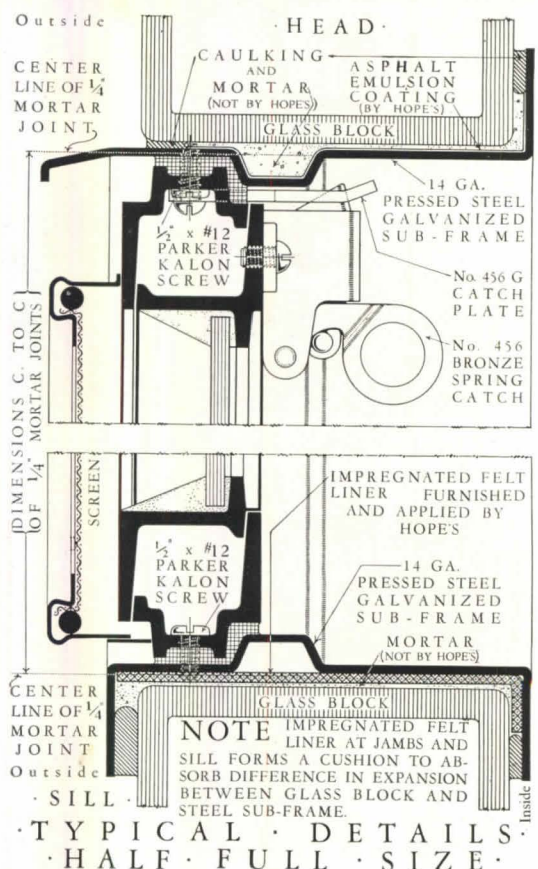 Outside
· HEAD ·
CENTER
LINE OF 1/4"
MORTAR
JOINT
CAULKING
AND
MORTAR
(NOT BY HOPE'S)
ASPHALT
EMULSION
COATING
(BY HOPE'S)
GLASS BLOCK
14 GA.
PRESSED STEEL
GALVANIZED
SUB-FRAME
1/2" x #12
PARKER
KALON
SCREW
No. 456 G
CATCH
PLATE
No. 456
BRONZE
SPRING
CATCH
DIMENSIONS C. TO C.
OF 1/4" MORTAR JOINTS
SCREEN
IMPREGNATED FELT
LINER FURNISHED
AND APPLIED BY
HOPE'S
1/2" x #12
PARKER
KALON
SCREW
14 GA.
PRESSED STEEL
GALVANIZED
SUB-FRAME
MORTAR
(NOT BY HOPE'S)
CENTER
LINE OF 1/4
MORTAR
JOINT
Outside
GLASS BLOCK
NOTE IMPREGNATED FELT
LINER AT JAMBS AND
SILL FORMS A CUSHION TO AB-
SORB DIFFERENCE IN EXPANSION
BETWEEN GLASS BLOCK AND
STEEL SUB-FRAME.
Inside
· SILL ·
· TYPICAL · DETAILS ·
· HALF · FULL · SIZE ·